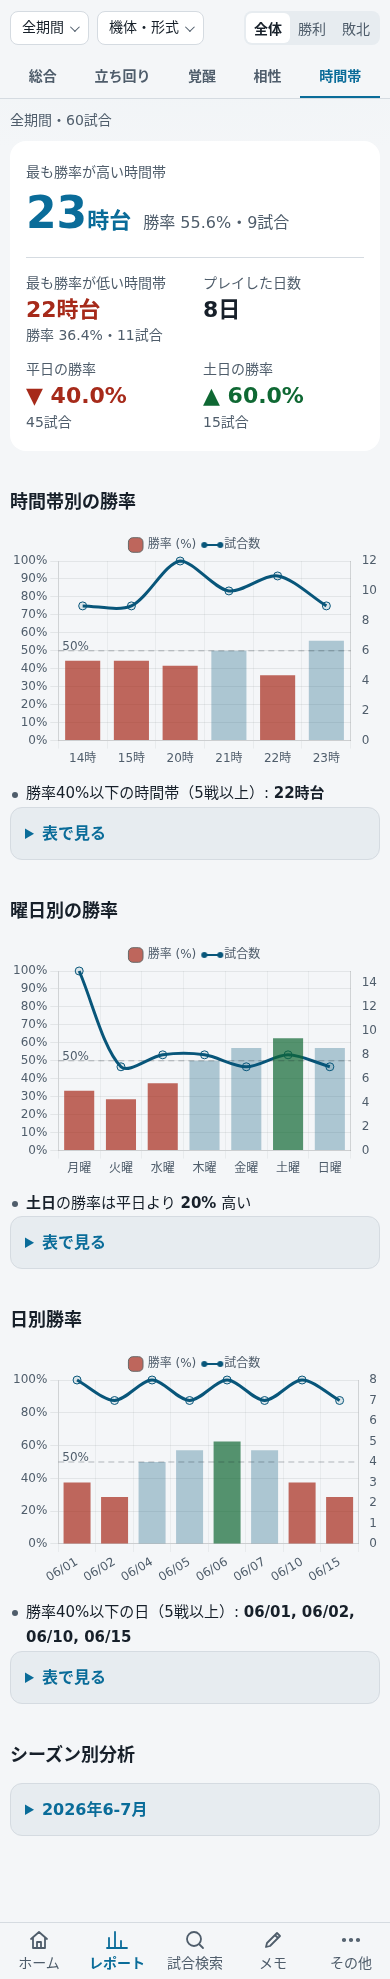 全期間 機体・形式 全体 勝利 敗北
総合 立ち回り 覚醒 相性 時間帯
全期間・60試合
最も勝率が高い時間帯
23時台 勝率 55.6%・9試合
最も勝率が低い時間帯 プレイした日数
22時台 8日
勝率 36.4%・11試合
平日の勝率 土日の勝率
▼ 40.0% ▲ 60.0%
45試合 15試合
時間帯別の勝率
勝率 (%) 試合数
100% 12
90%
80% 10
70% 8
60%
50% 50% 6
40% 4
30%
20% 2
10%
0% 0
14時 15時 20時 21時 22時 23時
• 勝率40%以下の時間帯（5戦以上）: 22時台
▶ 表で見る
曜日別の勝率
勝率 (%) 試合数
100%
90% 14
80% 12
70% 10
60%
50% 50% 8
40% 6
30% 4
20%
10% 2
0% 0
月曜 火曜 水曜 木曜 金曜 土曜 日曜
• 土日の勝率は平日より 20% 高い
▶ 表で見る
日別勝率
勝率 (%) 試合数
100% 8
7
80% 6
60% 5
50% 4
40% 3
20% 2
1
0% 0
06/01 06/02 06/04 06/05 06/06 06/07 06/10 06/15
• 勝率40%以下の日（5戦以上）: 06/01, 06/02,
06/10, 06/15
▶ 表で見る
シーズン別分析
▶ 2026年6-7月
ホーム レポート 試合検索 メモ その他